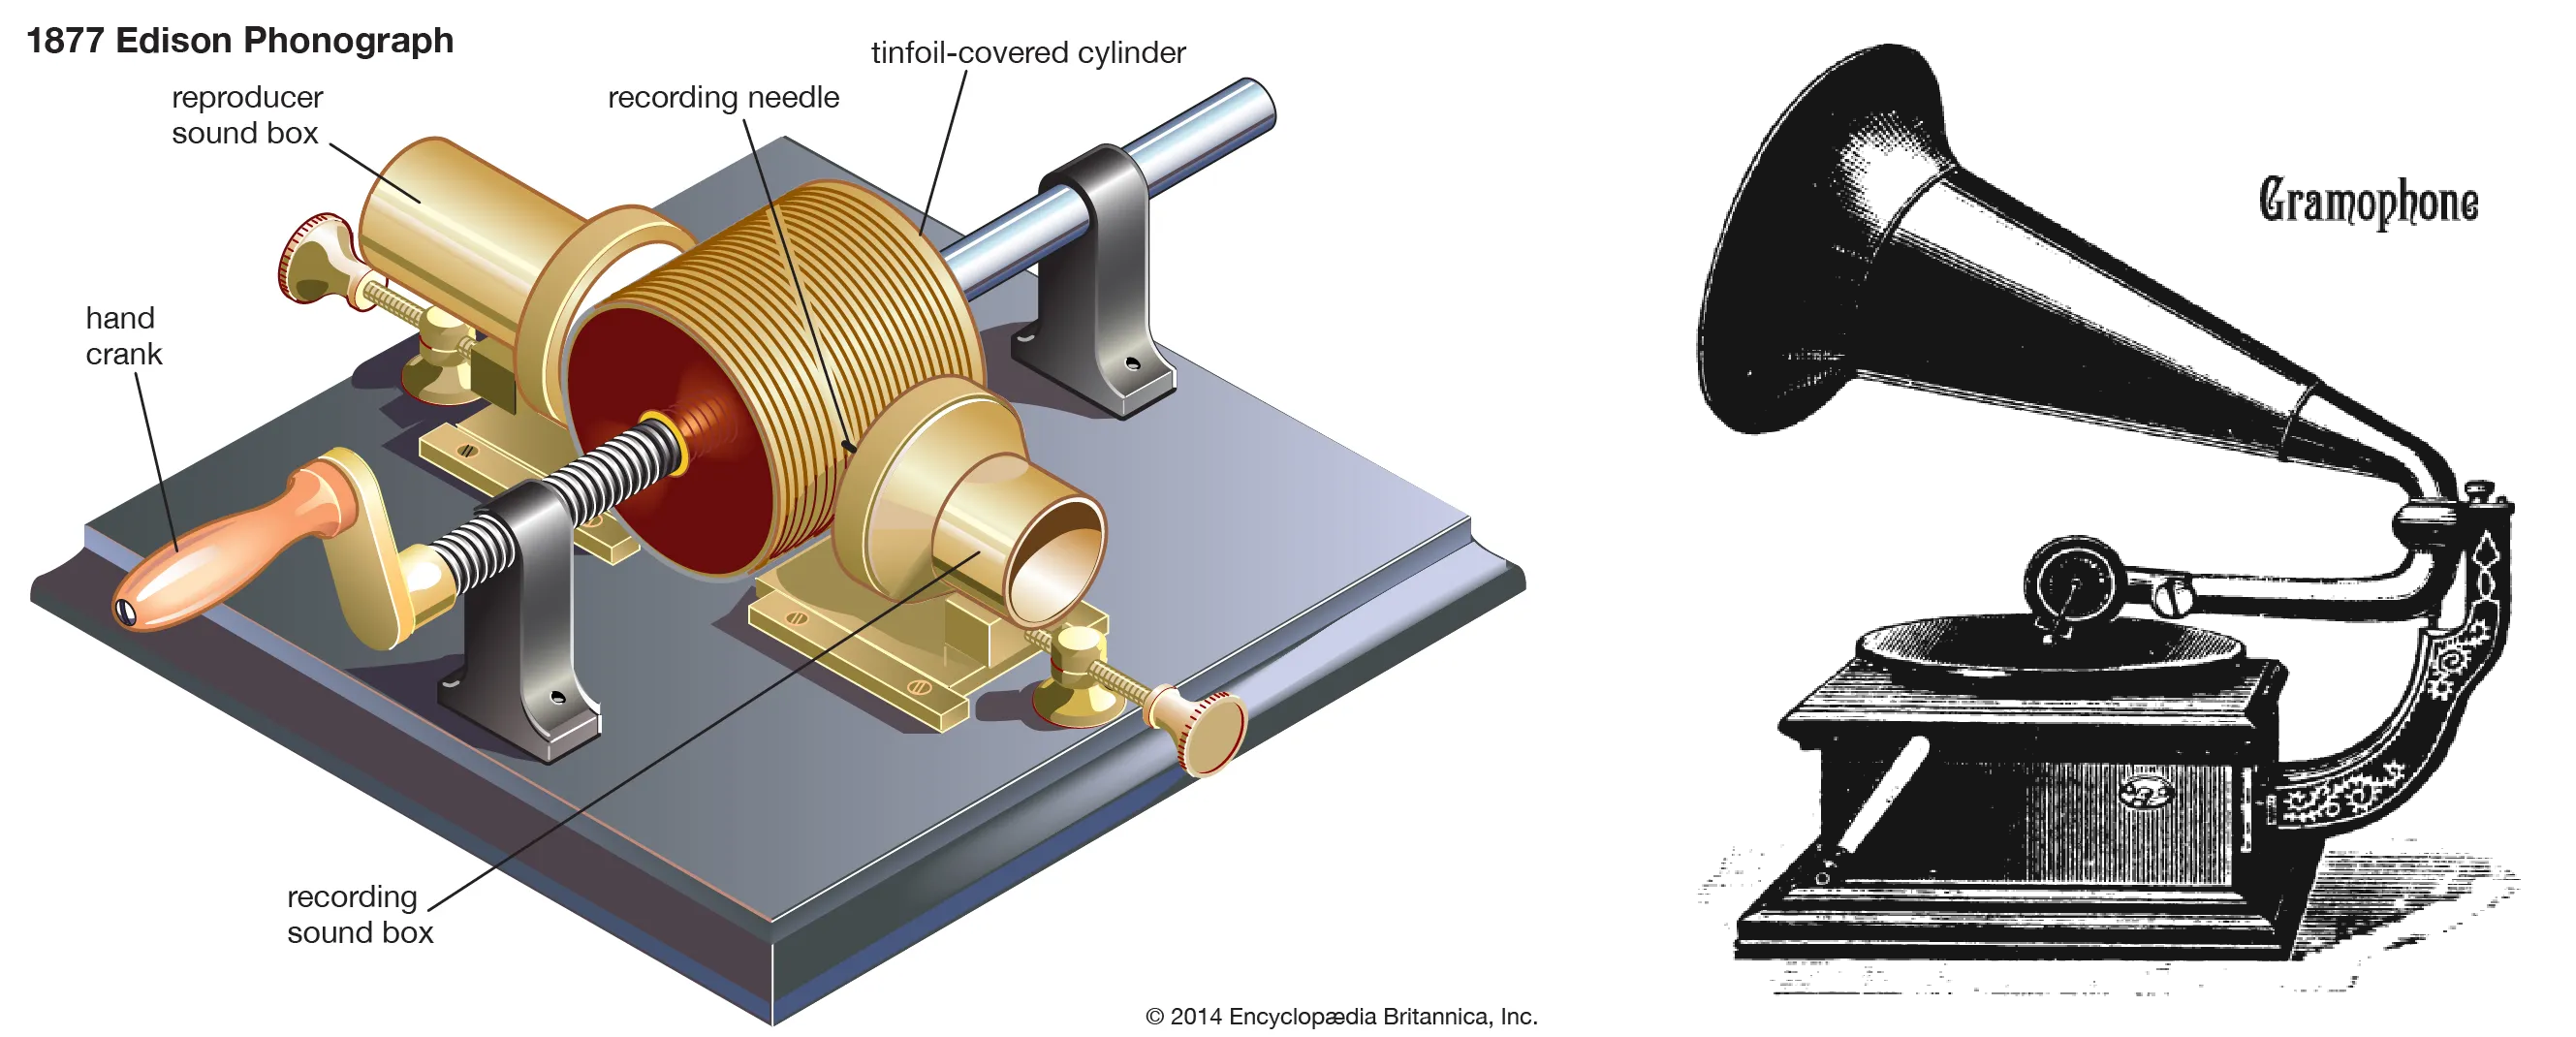 1877 Edison Phonograph
tinfoil-covered cylinder
reproducer
sound box
recording needle
hand
crank
recording
sound box
© 2014 Encyclopædia Britannica, Inc.
Gramophone